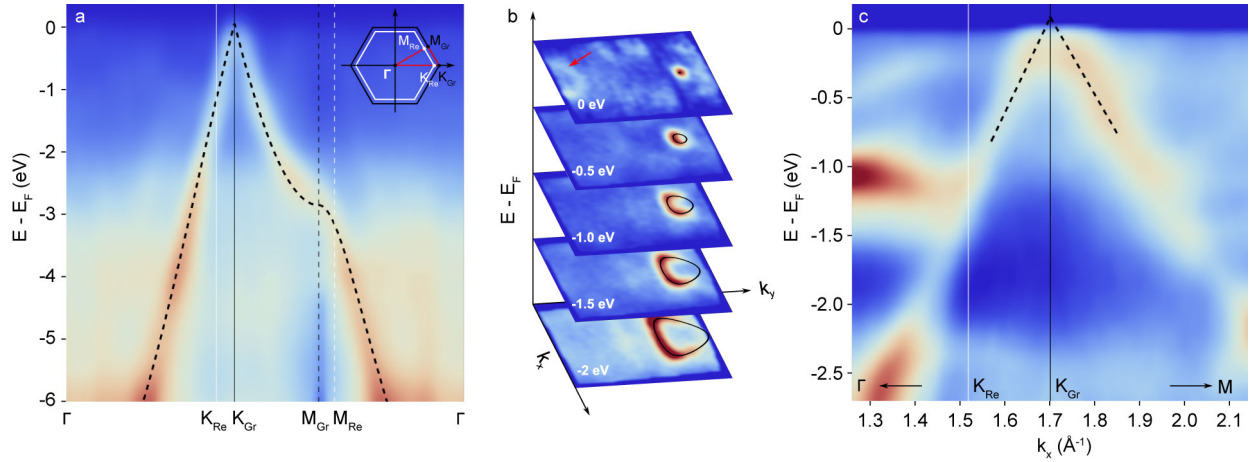 a
E - E_F (eV)
0
-1
-2
-3
-4
-5
-6
Γ
K_Re
K_Gr
M_Gr
M_Re
Γ
M_Re
M_Gr
Γ
K_Re
K_Gr
b
E - E_F
0 eV
-0.5 eV
-1.0 eV
-1.5 eV
-2 eV
k_y
k_x
c
E - E_F (eV)
0
-0.5
-1.0
-1.5
-2.0
-2.5
Γ
K_Re
K_Gr
M
1.3
1.4
1.5
1.6
1.7
1.8
1.9
2.0
2.1
k_x (Å⁻¹)